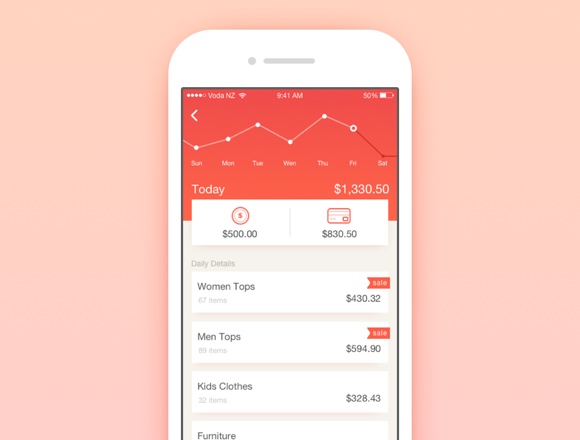 Voda NZ 9:41 AM 50%
Sun Mon Tue Wen Thu Fri Sat
Today $1,330.50
$
$500.00 $830.50
Daily Details
sale
Women Tops
67 items $430.32
sale
Men Tops
89 items $594.90
Kids Clothes
32 items $328.43
Furniture